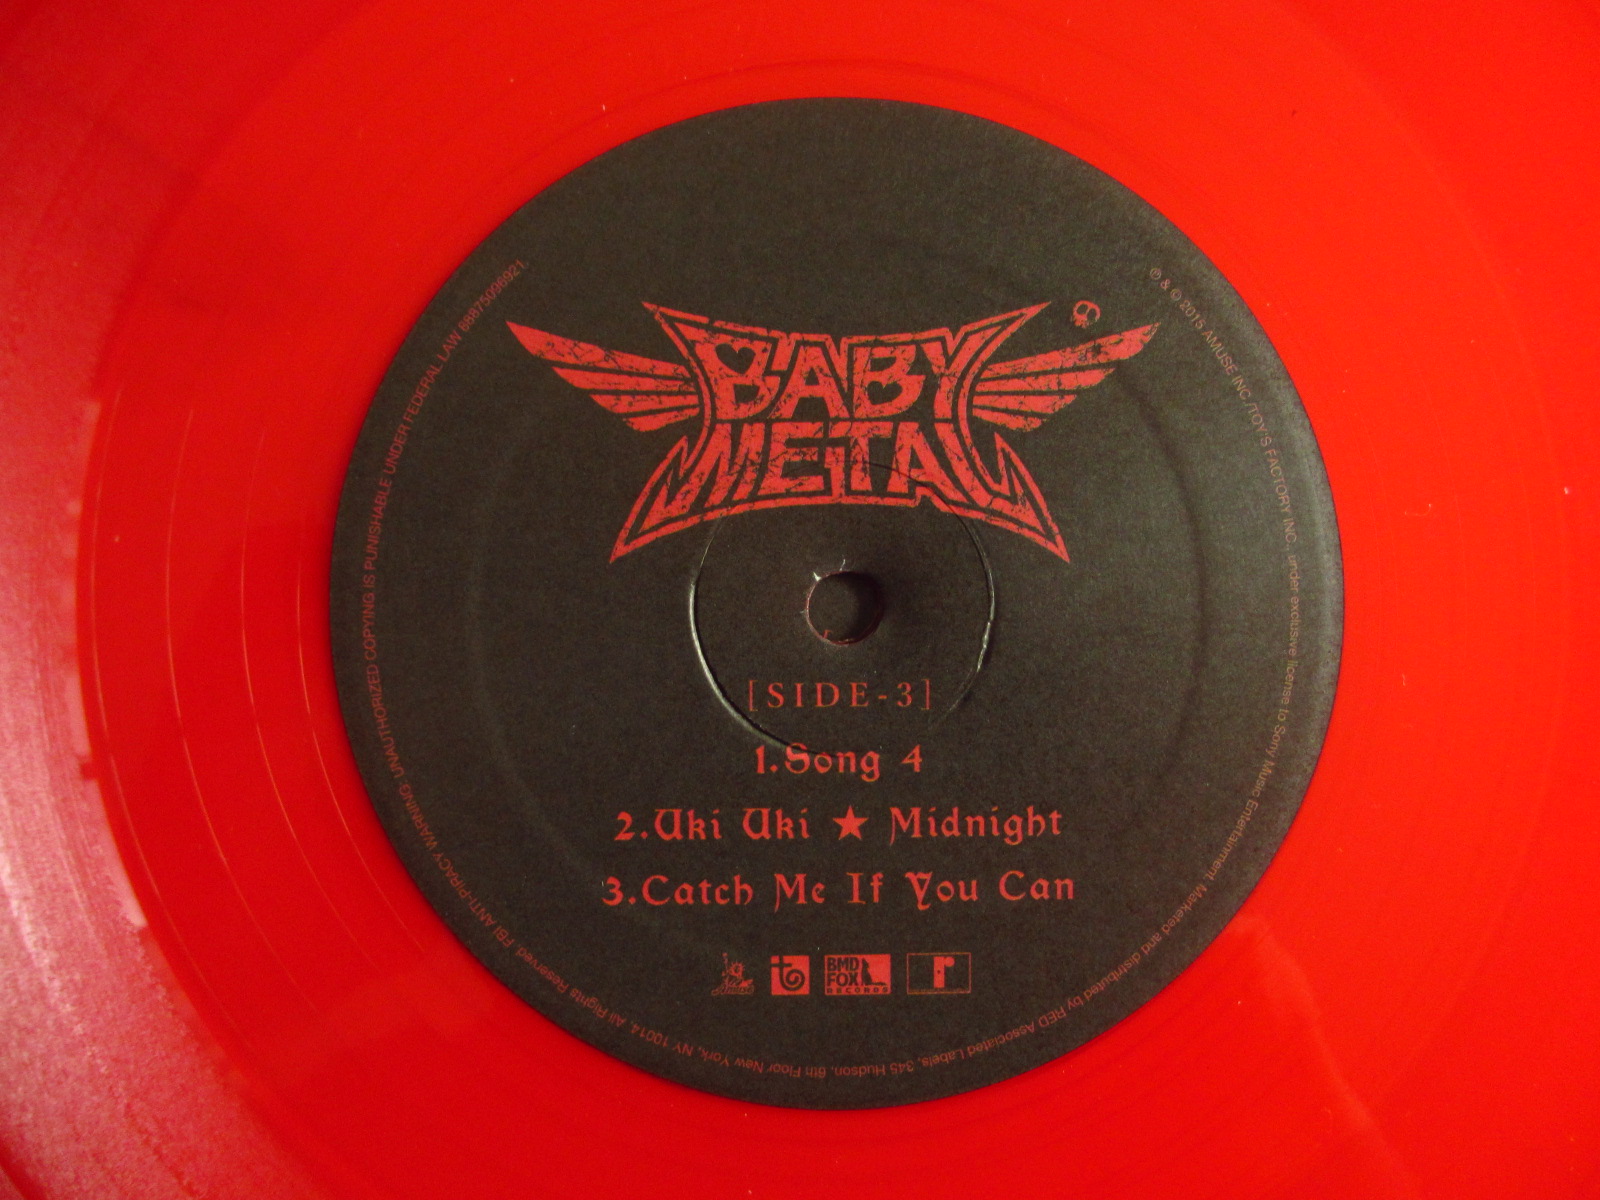 BABY
METAL
[SIDE-3]
1.Song 4
2.Uki Uki ★ Midnight
3.Catch Me If You Can
BMD
FOX
RECORDS
r
℗ & © 2015 AMUSE INC./TOY'S FACTORY INC., under exclusive license to Sony Music Entertainment. Marketed and distributed by RED Associated Labels, 345 Hudson, 6th Floor New York, NY 10014. All Rights Reserved. FBI ANTI-PIRACY WARNING: UNAUTHORIZED COPYING IS PUNISHABLE UNDER FEDERAL LAW 88875096921